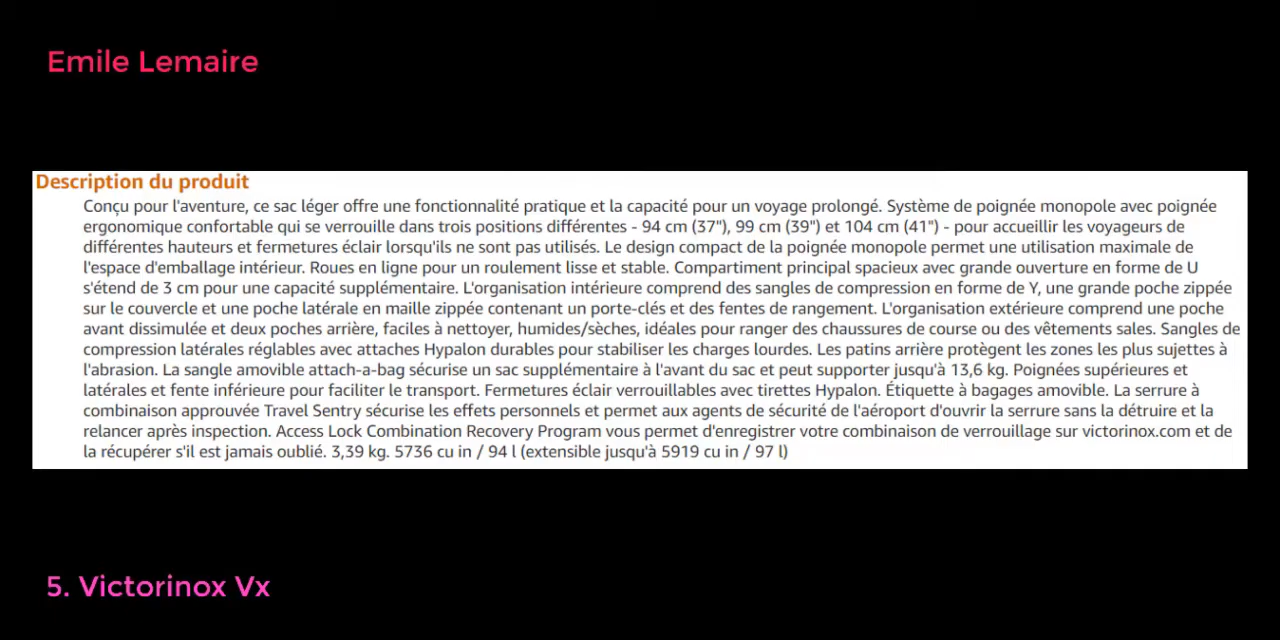 Emile Lemaire
Description du produit
Conçu pour l'aventure, ce sac léger offre une fonctionnalité pratique et la capacité pour un voyage prolongé. Système de poignée monopole avec poignée
ergonomique confortable qui se verrouille dans trois positions différentes - 94 cm (37"), 99 cm (39") et 104 cm (41") - pour accueillir les voyageurs de
différentes hauteurs et fermetures éclair lorsqu'ils ne sont pas utilisés. Le design compact de la poignée monopole permet une utilisation maximale de
l'espace d'emballage intérieur. Roues en ligne pour un roulement lisse et stable. Compartiment principal spacieux avec grande ouverture en forme de U
s'étend de 3 cm pour une capacité supplémentaire. L'organisation intérieure comprend des sangles de compression en forme de Y, une grande poche zippée
sur le couvercle et une poche latérale en maille zippée contenant un porte-clés et des fentes de rangement. L'organisation extérieure comprend une poche
avant dissimulée et deux poches arrière, faciles à nettoyer, humides/sèches, idéales pour ranger des chaussures de course ou des vêtements sales. Sangles de
compression latérales réglables avec attaches Hypalon durables pour stabiliser les charges lourdes. Les patins arrière protègent les zones les plus sujettes à
l'abrasion. La sangle amovible attach-a-bag sécurise un sac supplémentaire à l'avant du sac et peut supporter jusqu'à 13,6 kg. Poignées supérieures et
latérales et fente inférieure pour faciliter le transport. Fermetures éclair verrouillables avec tirettes Hypalon. Étiquette à bagages amovible. La serrure à
combinaison approuvée Travel Sentry sécurise les effets personnels et permet aux agents de sécurité de l'aéroport d'ouvrir la serrure sans la détruire et la
relancer après inspection. Access Lock Combination Recovery Program vous permet d'enregistrer votre combinaison de verrouillage sur victorinox.com et de
la récupérer s'il est jamais oublié. 3,39 kg. 5736 cu in / 94 l (extensible jusqu'à 5919 cu in / 97 l)
5. Victorinox Vx